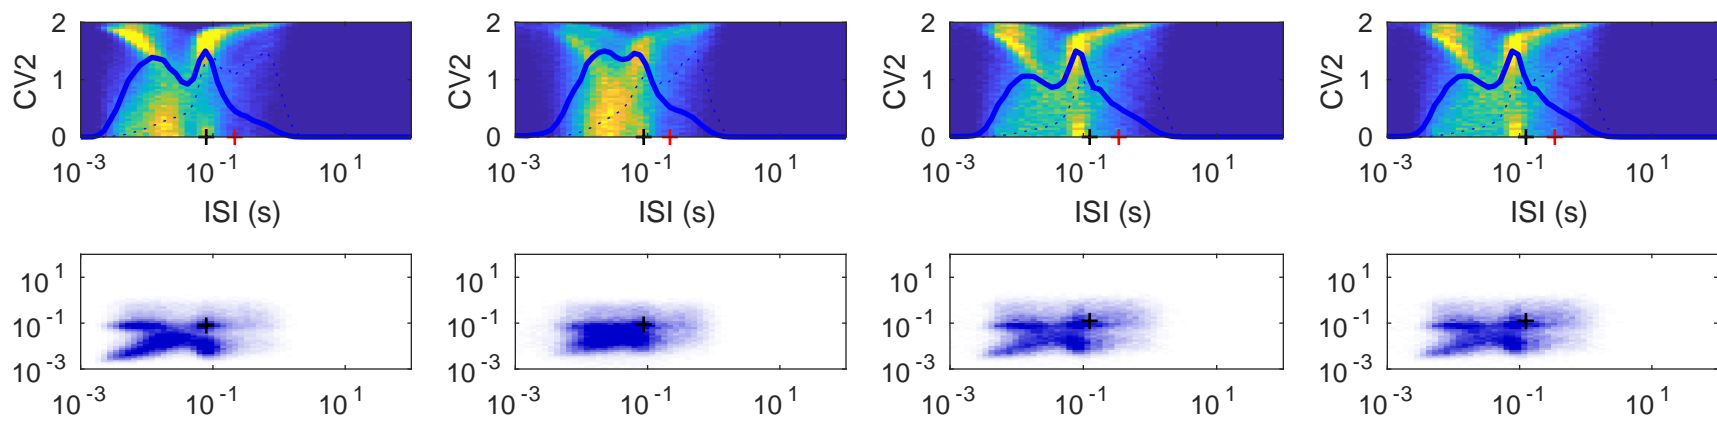 2 2 2 2
CV2 1 CV2 1 CV2 1 CV2 1
0 0 0 0
10^-3 10^-1 10^1 10^-3 10^-1 10^1 10^-3 10^-1 10^1 10^-3 10^-1 10^1
ISI (s) ISI (s) ISI (s) ISI (s)
10^1 10^1 10^1 10^1
10^-1 10^-1 10^-1 10^-1
10^-3 10^-3 10^-3 10^-3
10^-3 10^-1 10^1 10^-3 10^-1 10^1 10^-3 10^-1 10^1 10^-3 10^-1 10^1